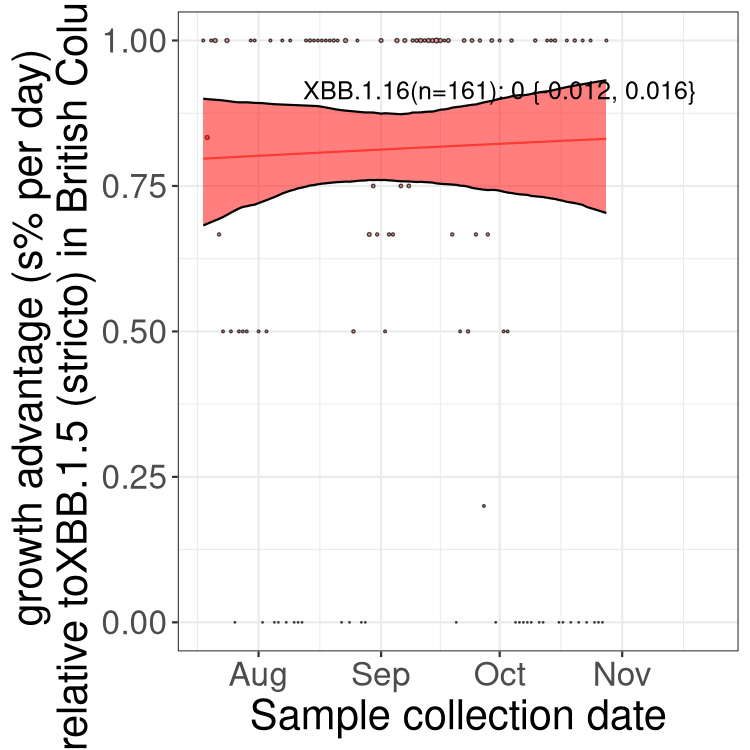 growth advantage (s% per day)
relative toXBB.1.5 (stricto) in British Colu
1.00
0.75
0.50
0.25
0.00
XBB.1.16(n=161): 0 { 0.012, 0.016}
Aug Sep Oct Nov
Sample collection date